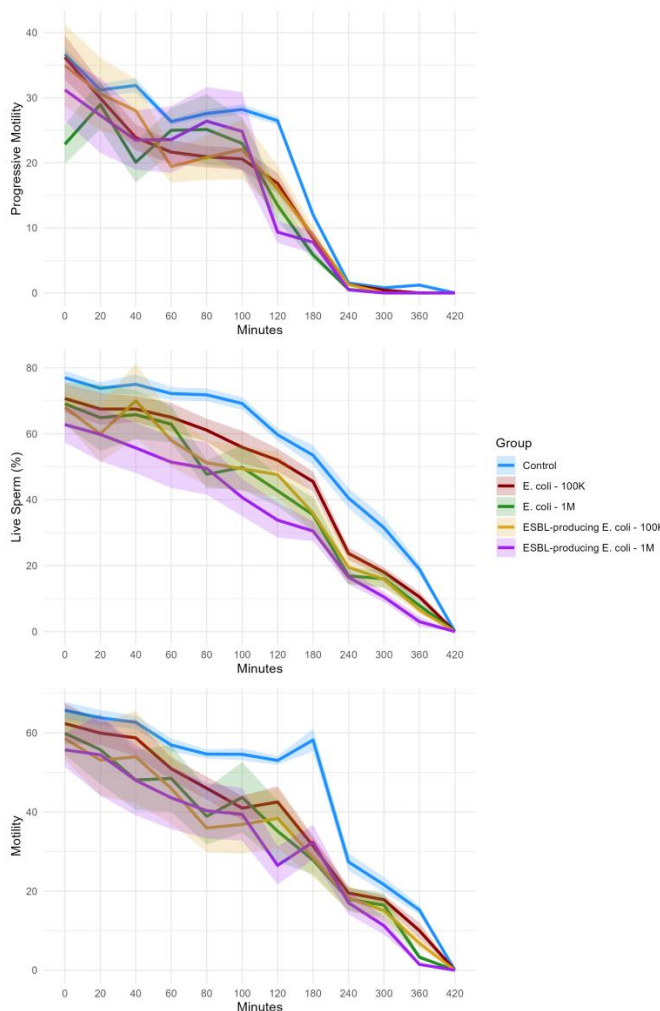 Progressive Motility
40
30
20
10
0
0 20 40 60 80 100 120 180 240 300 360 420
Minutes
Live Sperm (%)
80
60
40
20
0
0 20 40 60 80 100 120 180 240 300 360 420
Minutes
Group
Control
E. coli - 100K
E. coli - 1M
ESBL-producing E. coli - 100K
ESBL-producing E. coli - 1M
Motility
60
40
20
0
0 20 40 60 80 100 120 180 240 300 360 420
Minutes